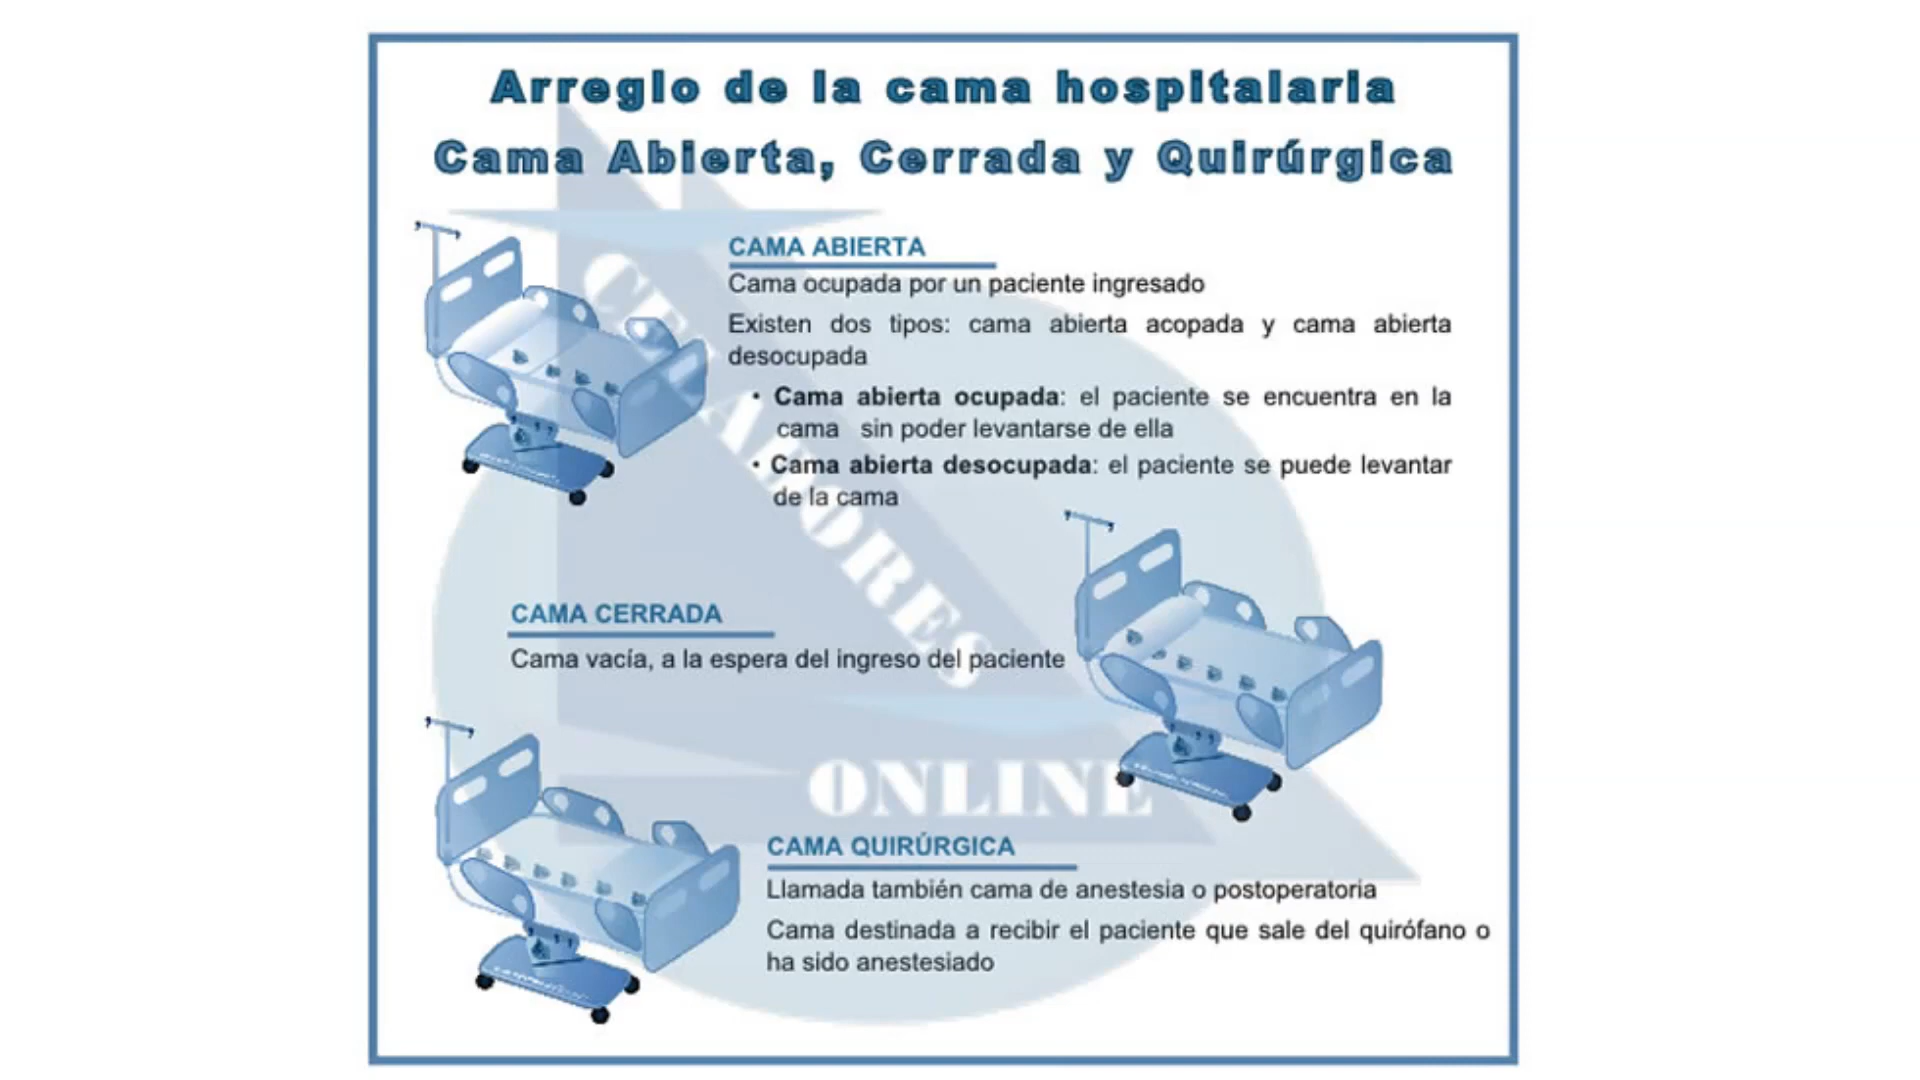 Arreglo de la cama hospitalaria
Cama Abierta, Cerrada y Quirúrgica
CAMA ABIERTA
Cama ocupada por un paciente ingresado
Existen dos tipos: cama abierta acopada y cama abierta
desocupada
• Cama abierta ocupada: el paciente se encuentra en la
cama sin poder levantarse de ella
• Cama abierta desocupada: el paciente se puede levantar
de la cama
CAMA CERRADA
Cama vacía, a la espera del ingreso del paciente
CELADORES
ONLINE
CAMA QUIRÚRGICA
Llamada también cama de anestesia o postoperatoria
Cama destinada a recibir el paciente que sale del quirófano o
ha sido anestesiado